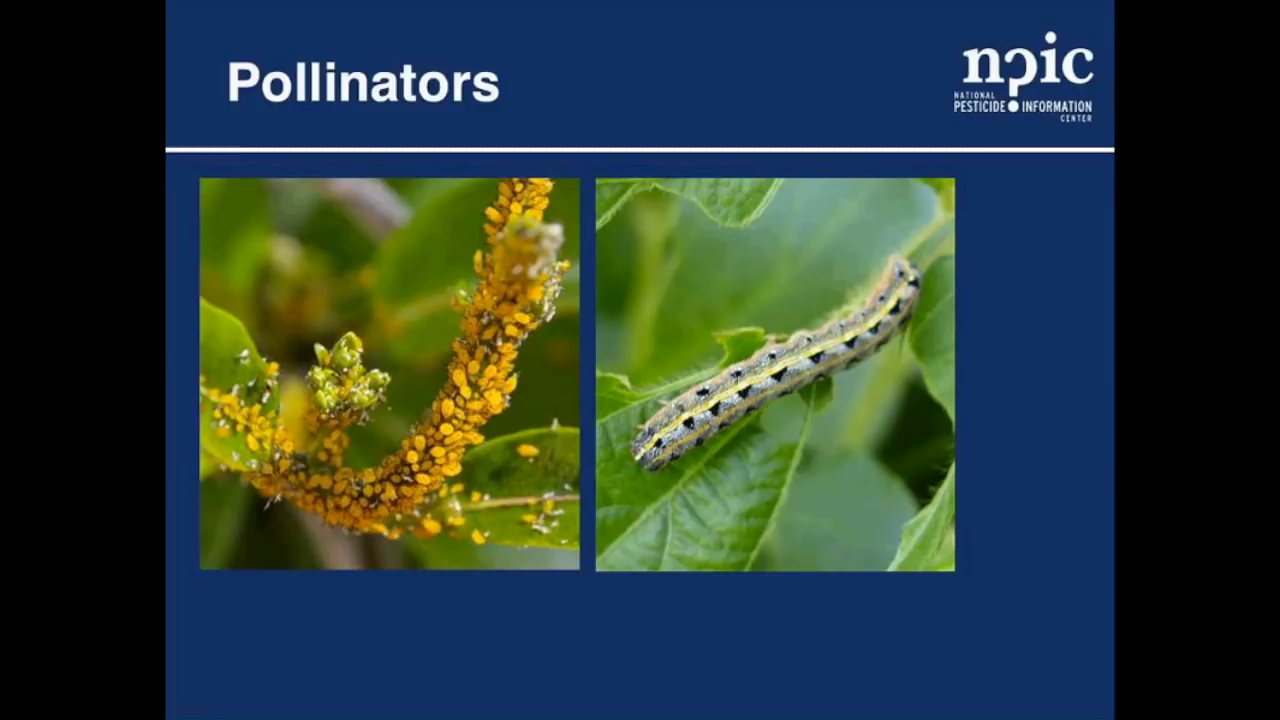 Pollinators
npic
NATIONAL
PESTICIDE INFORMATION
CENTER